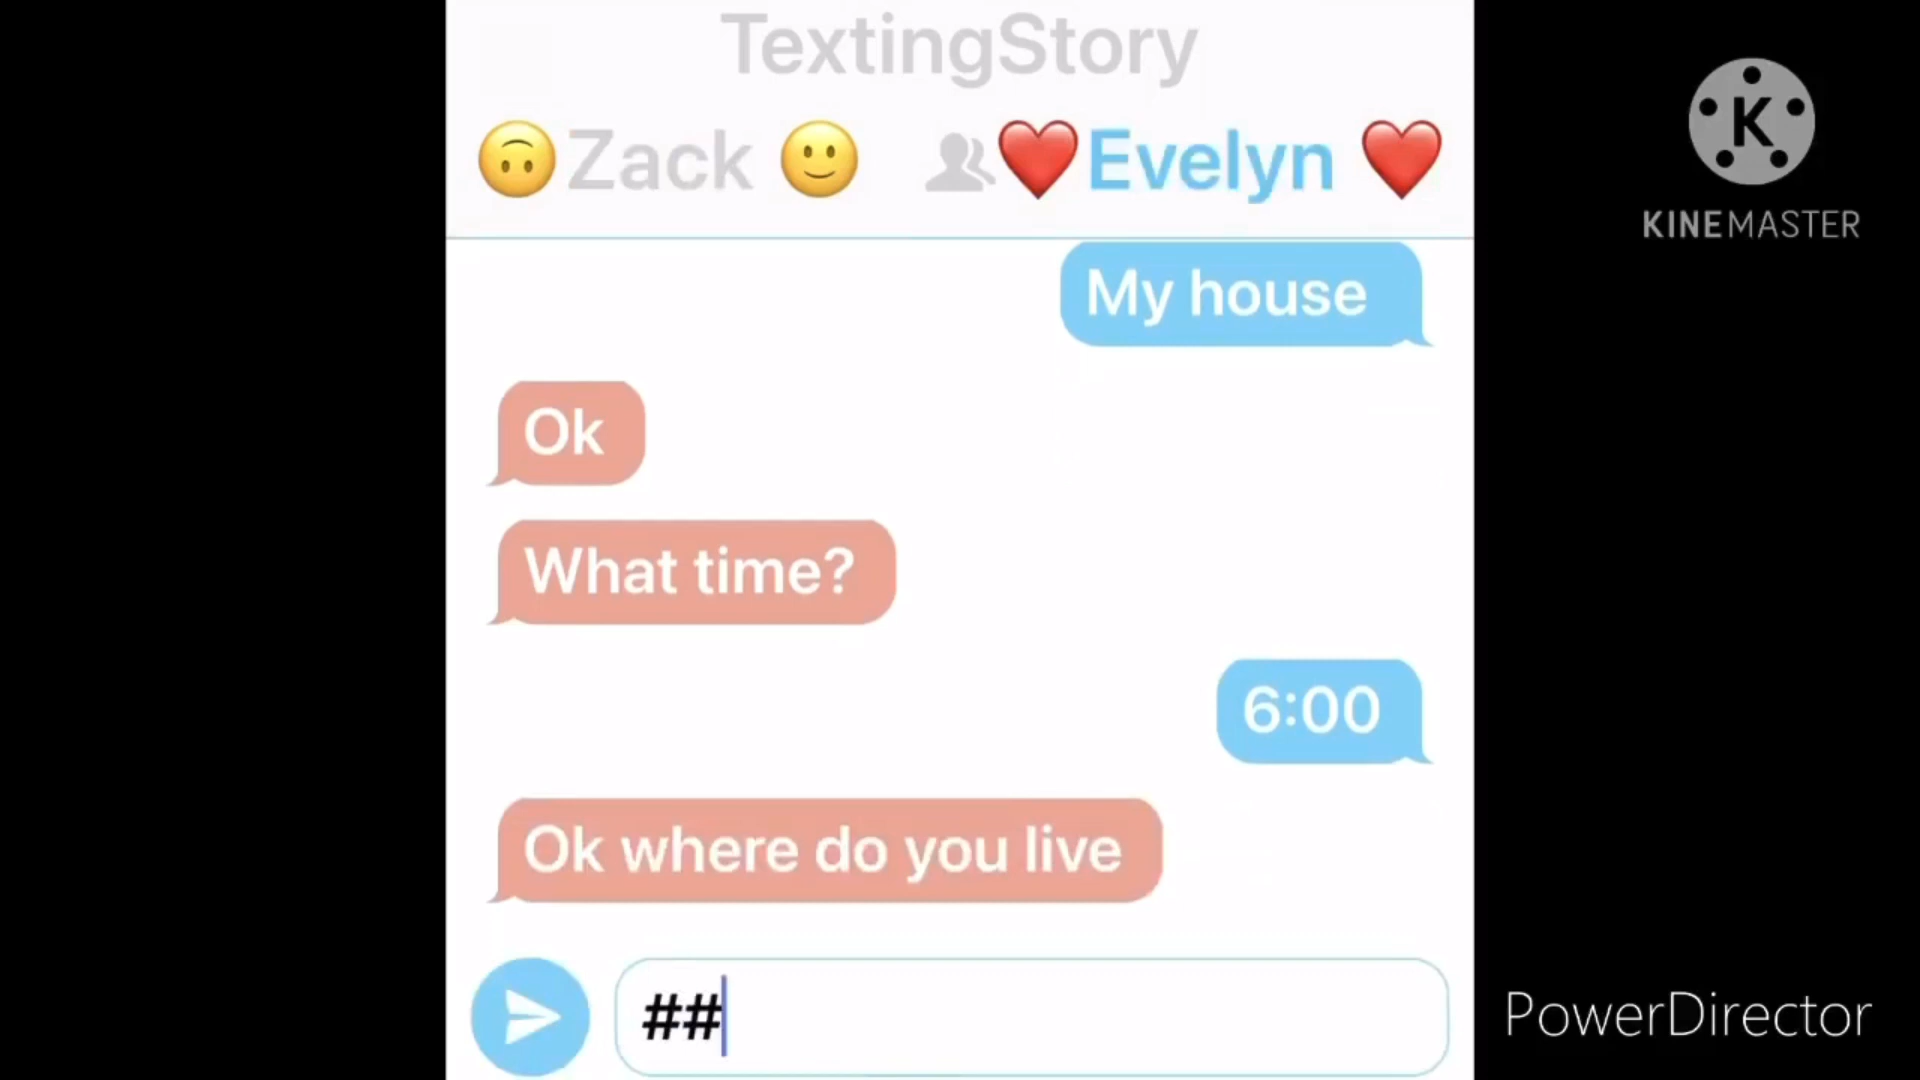 TextingStory
🙃Zack 🙂 ❤️Evelyn ❤️
K
KINEMASTER
My house
Ok
What time?
6:00
Ok where do you live
##
PowerDirector